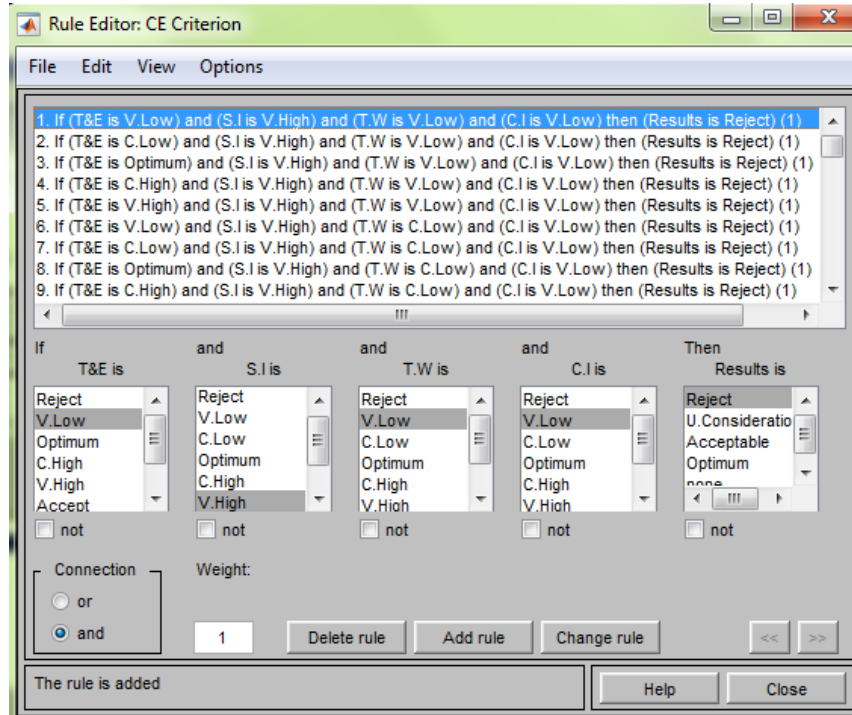 Rule Editor: CE Criterion
File Edit View Options
1. If (T&E is V.Low) and (S.I is V.High) and (T.W is V.Low) and (C.I is V.Low) then (Results is Reject) (1)
2. If (T&E is C.Low) and (S.I is V.High) and (T.W is V.Low) and (C.I is V.Low) then (Results is Reject) (1)
3. If (T&E is Optimum) and (S.I is V.High) and (T.W is V.Low) and (C.I is V.Low) then (Results is Reject) (1)
4. If (T&E is C.High) and (S.I is V.High) and (T.W is V.Low) and (C.I is V.Low) then (Results is Reject) (1)
5. If (T&E is V.High) and (S.I is V.High) and (T.W is V.Low) and (C.I is V.Low) then (Results is Reject) (1)
6. If (T&E is V.Low) and (S.I is V.High) and (T.W is C.Low) and (C.I is V.Low) then (Results is Reject) (1)
7. If (T&E is C.Low) and (S.I is V.High) and (T.W is C.Low) and (C.I is V.Low) then (Results is Reject) (1)
8. If (T&E is Optimum) and (S.I is V.High) and (T.W is C.Low) and (C.I is V.Low) then (Results is Reject) (1)
9. If (T&E is C.High) and (S.I is V.High) and (T.W is C.Low) and (C.I is V.Low) then (Results is Reject) (1)
If and and and Then
T&E is S.I is T.W is C.I is Results is
Reject Reject Reject Reject Reject
V.Low V.Low V.Low V.Low U.Consideratio
Optimum C.Low C.Low C.Low Acceptable
C.High Optimum Optimum Optimum Optimum
V.High C.High C.High C.High none
Accept V.High V.High V.High
not not not not not
Connection Weight:
or
and 1 Delete rule Add rule Change rule << >>
The rule is added Help Close